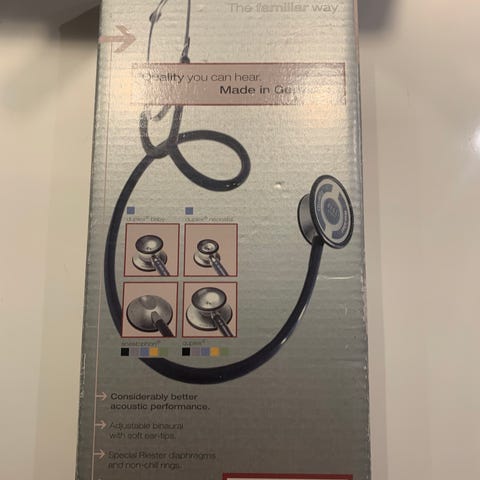 The familiar way
Quality you can hear.
Made in
duplex® baby
duplex® neonatal
anestophon®
duplex®
Considerably better
acoustic performance.
Adjustable binaural
with soft ear-tips.
Special Riester diaphragms
and non-chill rings.